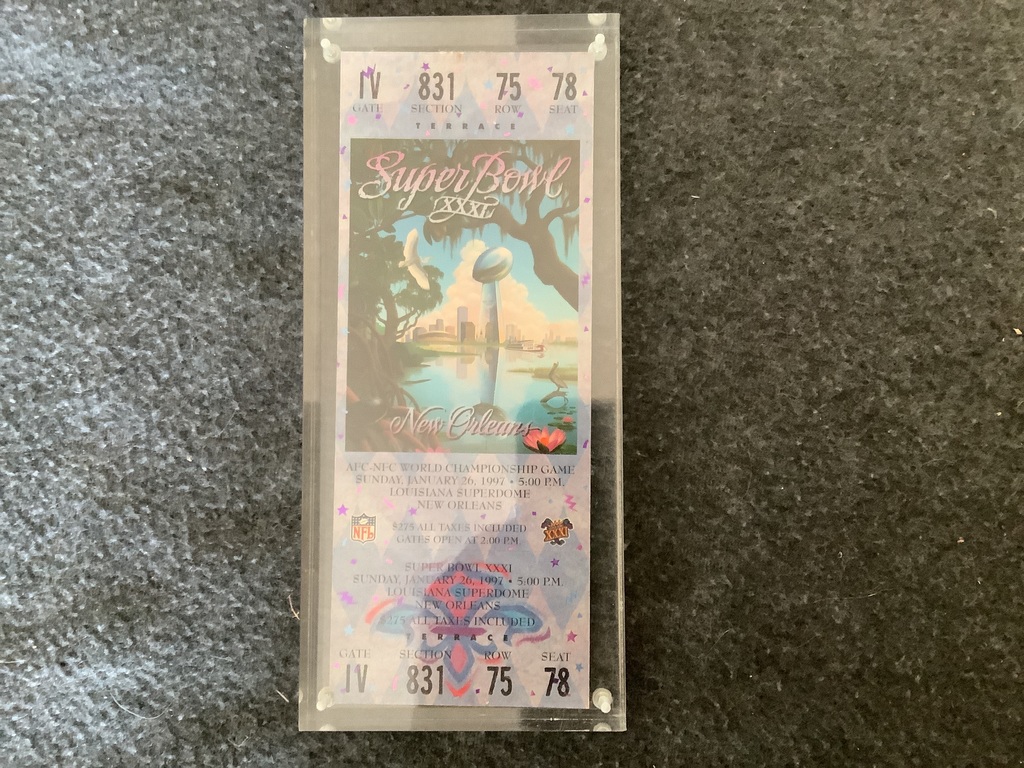 IV 831 75 78
GATE SECTION ROW SEAT
TERRACE
Super Bowl
XXXI
New Orleans
AFC-NFC WORLD CHAMPIONSHIP GAME
SUNDAY, JANUARY 26, 1997 • 5:00 P.M.
LOUISIANA SUPERDOME
NEW ORLEANS
NFL
$275 ALL TAXES INCLUDED
XXXI
GATES OPEN AT 2:00 P.M
SUPER BOWL XXXI
SUNDAY, JANUARY 26, 1997 • 5:00 P.M.
LOUISIANA SUPERDOME
NEW ORLEANS
$275 ALL TAXES INCLUDED
TERRACE
GATE SECTION ROW SEAT
IV 831 75 78